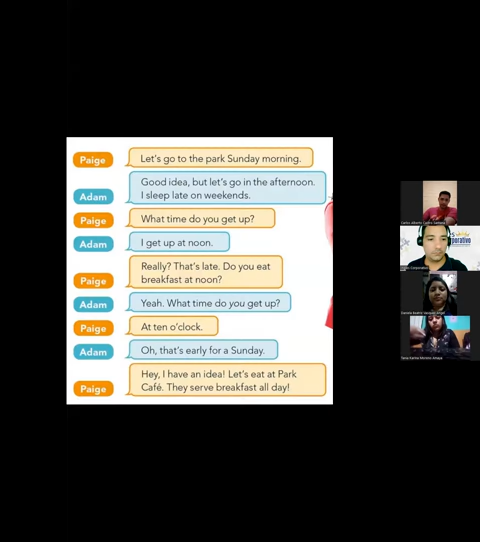 Paige Let's go to the park Sunday morning.
Good idea, but let's go in the afternoon.
Adam I sleep late on weekends.
Paige What time do you get up?
Adam I get up at noon.
Really? That's late. Do you eat
Paige breakfast at noon?
Adam Yeah. What time do you get up?
Paige At ten o'clock.
Adam Oh, that's early for a Sunday.
Hey, I have an idea! Let's eat at Park
Paige Café. They serve breakfast all day!